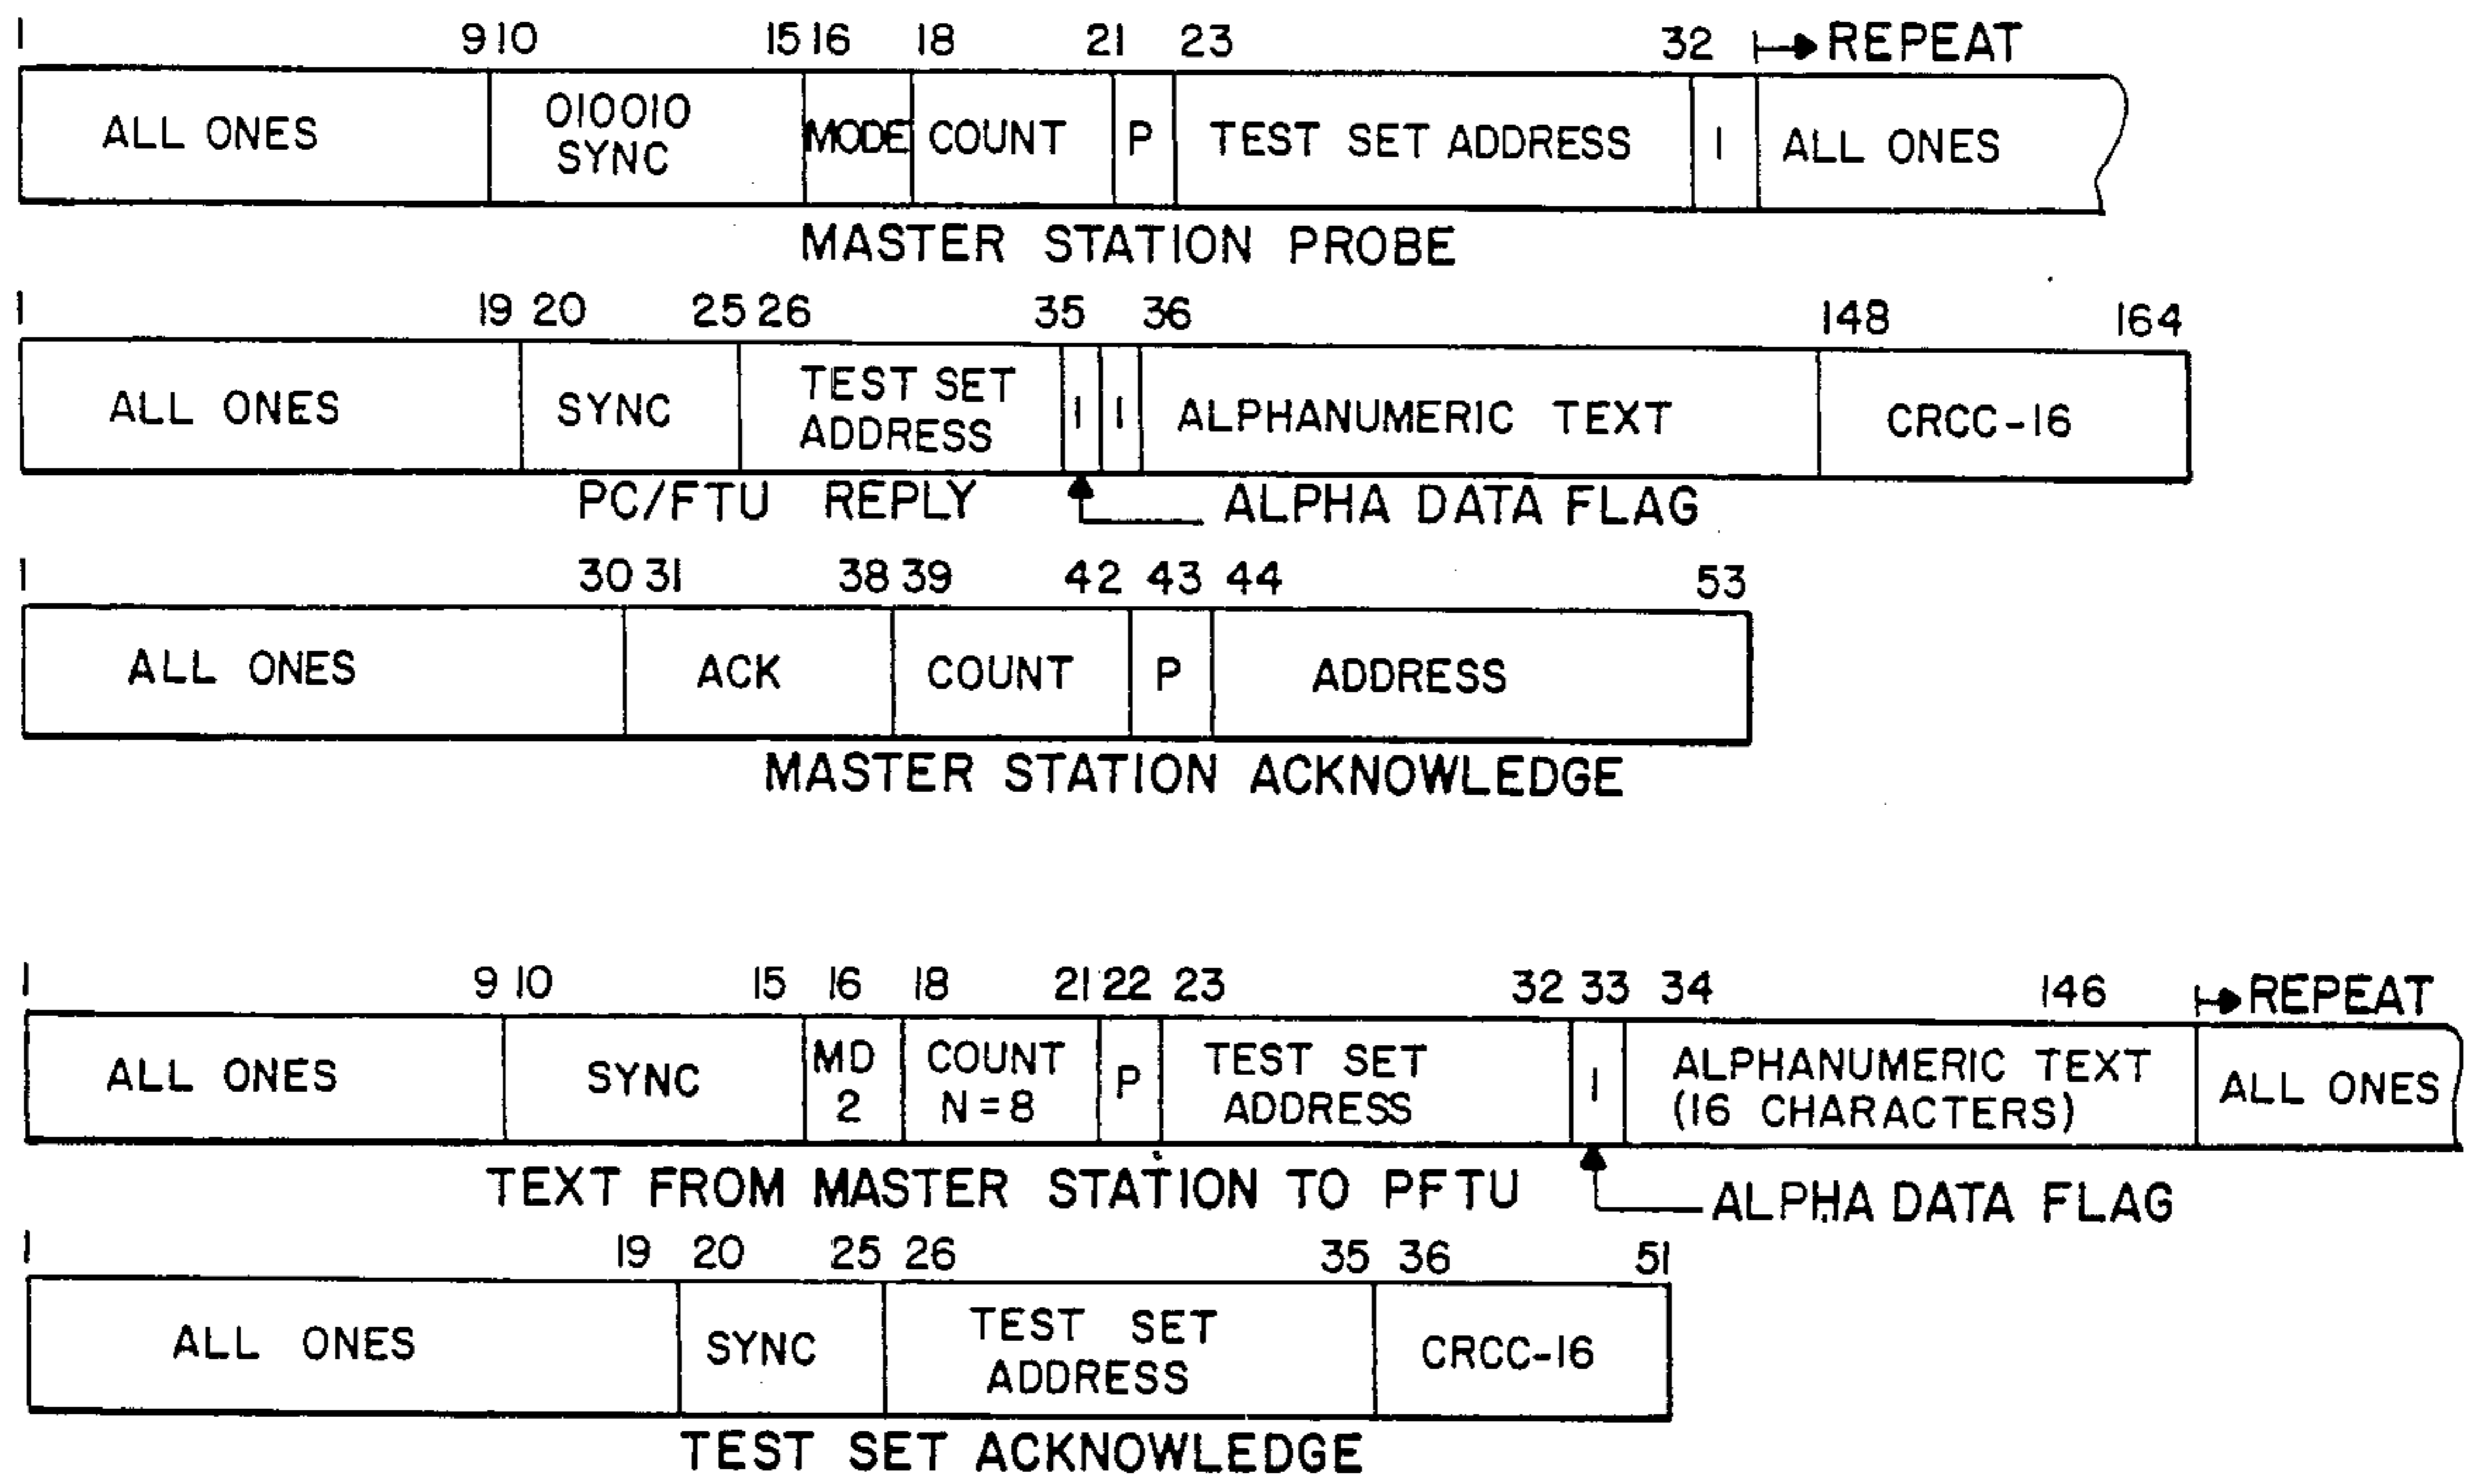 1 9 10 15 16 18 21 23 32 REPEAT
ALL ONES 010010 SYNC MODE COUNT P TEST SET ADDRESS 1 ALL ONES
MASTER STATION PROBE
1 19 20 25 26 35 36 148 164
ALL ONES SYNC TEST SET ADDRESS 1 1 ALPHANUMERIC TEXT CRCC-16
PC/FTU REPLY ALPHA DATA FLAG
1 30 31 38 39 42 43 44 53
ALL ONES ACK COUNT P ADDRESS
MASTER STATION ACKNOWLEDGE
1 9 10 15 16 18 21 22 23 32 33 34 146 REPEAT
ALL ONES SYNC MD 2 COUNT N=8 P TEST SET ADDRESS 1 ALPHANUMERIC TEXT (16 CHARACTERS) ALL ONES
TEXT FROM MASTER STATION TO PFTU ALPHA DATA FLAG
1 19 20 25 26 35 36 51
ALL ONES SYNC TEST SET ADDRESS CRCC-16
TEST SET ACKNOWLEDGE